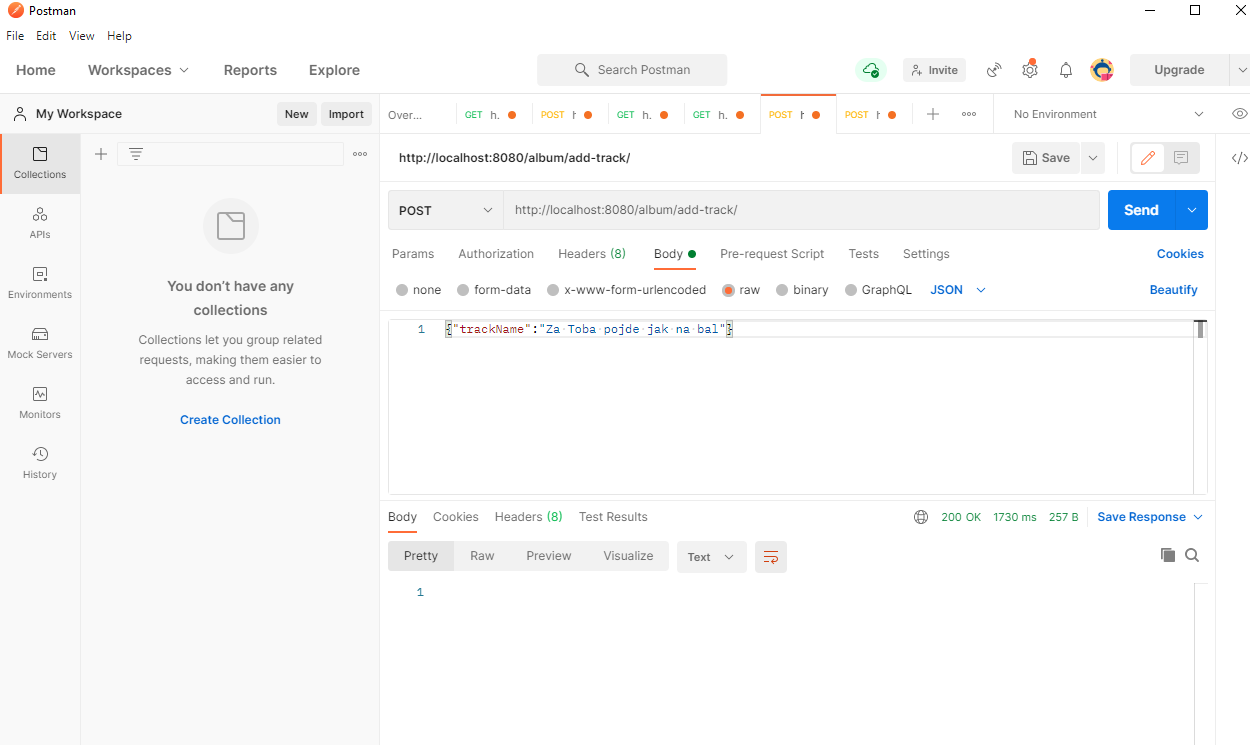 Postman
File Edit View Help
Home Workspaces Reports Explore Search Postman Invite Upgrade
My Workspace New Import Over... GET h. POST h GET h. GET h. POST h POST h No Environment
Collections
APIs
Environments
Mock Servers
Monitors
History
You don't have any
collections
Collections let you group related
requests, making them easier to
access and run.
Create Collection
http://localhost:8080/album/add-track/ Save </>
POST http://localhost:8080/album/add-track/ Send
Params Authorization Headers (8) Body Pre-request Script Tests Settings Cookies
none form-data x-www-form-urlencoded raw binary GraphQL JSON Beautify
1 {"trackName":"Za Toba pojde jak na bal"}
Body Cookies Headers (8) Test Results 200 OK 1730 ms 257 B Save Response
Pretty Raw Preview Visualize Text
1